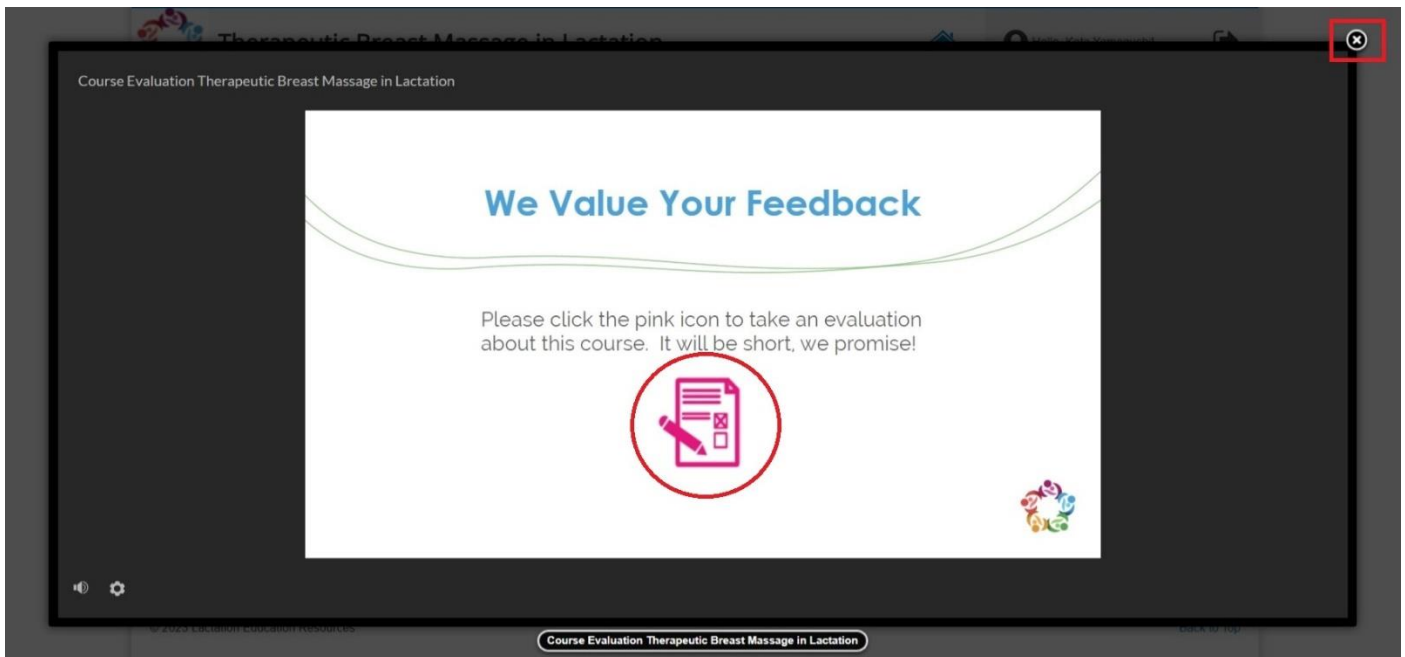 Therapeutic Breast Massage in Lactation
Course Evaluation Therapeutic Breast Massage in Lactation
We Value Your Feedback
Please click the pink icon to take an evaluation
about this course. It will be short, we promise!
© 2023 Lactation Education Resources
Back to Top
Course Evaluation Therapeutic Breast Massage in Lactation